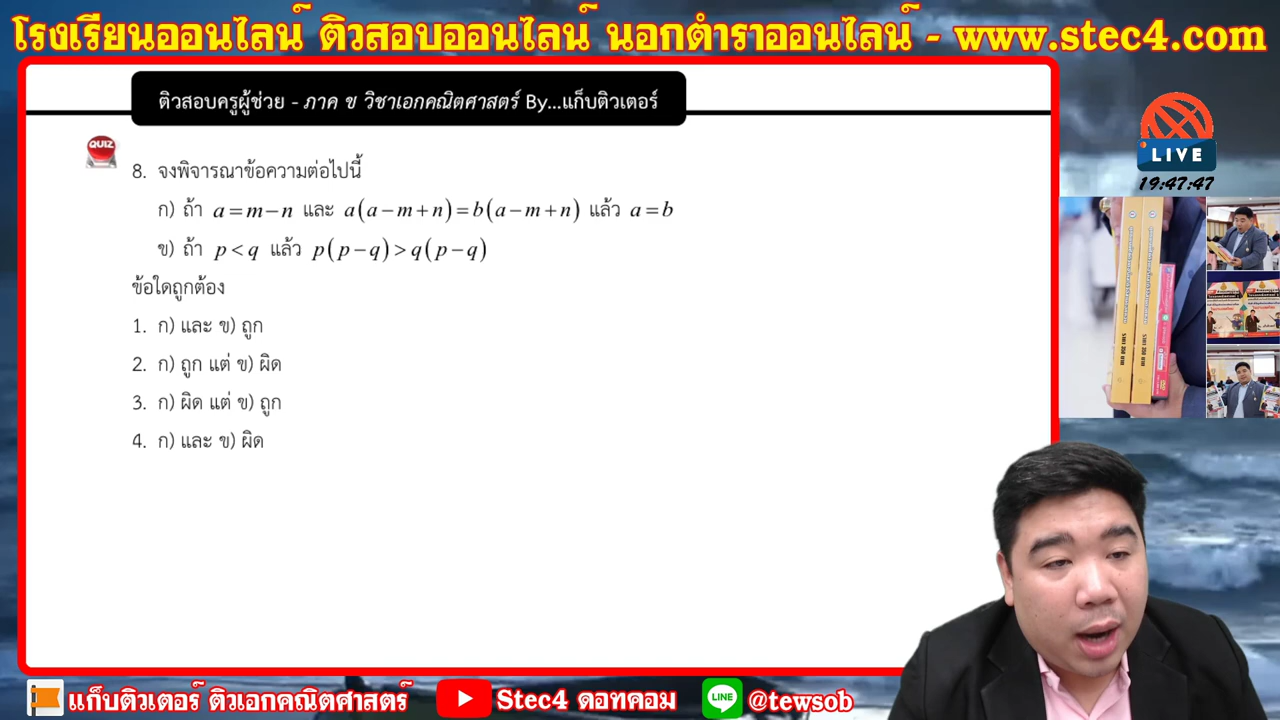 โรงเรียนออนไลน์ ติวสอบออนไลน์ นอกตำราออนไลน์ - www.stec4.com
ติวสอบครูผู้ช่วย - ภาค ข วิชาเอกคณิตศาสตร์ By...แก็บติวเตอร์
QUIZ
8. จงพิจารณาข้อความต่อไปนี้
ก) ถ้า a=m−n และ a(a−m+n)=b(a−m+n) แล้ว a=b
ข) ถ้า p<q แล้ว p(p−q)>q(p−q)
ข้อใดถูกต้อง
1. ก) และ ข) ถูก
2. ก) ถูก แต่ ข) ผิด
3. ก) ผิด แต่ ข) ถูก
4. ก) และ ข) ผิด
LIVE
19:47:47
แก็บติวเตอร์ ติวเอกคณิตศาสตร์
Stec4 ดอทคอม
LINE
@tewsob